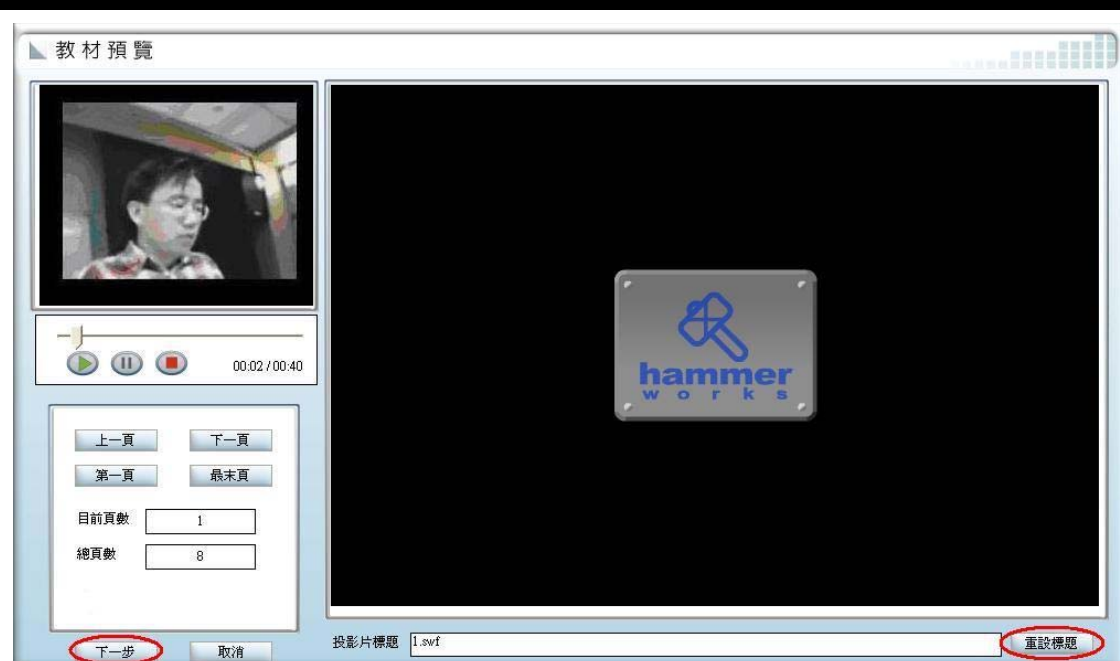 教材預覽
00:02 / 00:40
上一頁 下一頁
第一頁 最末頁
目前頁數 1
總頁數 8
下一步 取消
hammer
works
投影片標題 1.swf 重設標題